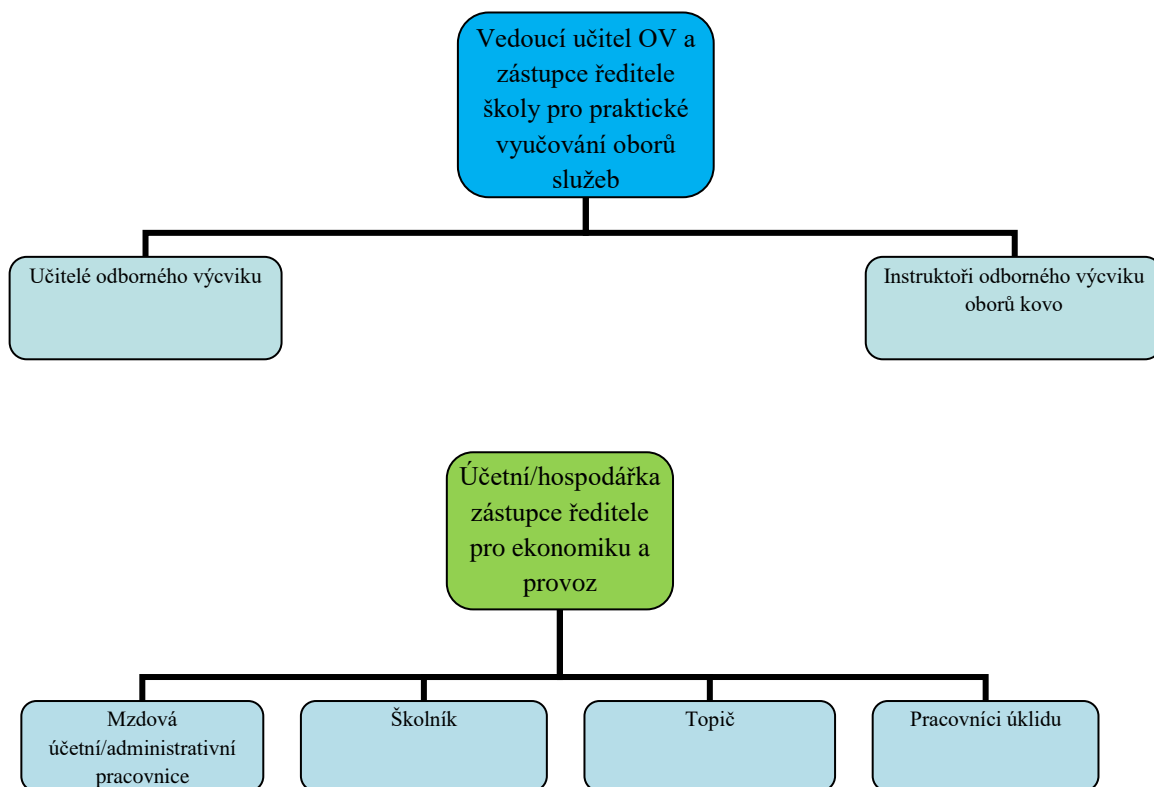 Vedoucí učitel OV a
zástupce ředitele
školy pro praktické
vyučování oborů
služeb
Učitelé odborného výcviku
Instruktoři odborného výcviku
oborů kovo
Účetní/hospodářka
zástupce ředitele
pro ekonomiku a
provoz
Mzdová
účetní/administrativní
pracovnice
Školník
Topič
Pracovníci úklidu